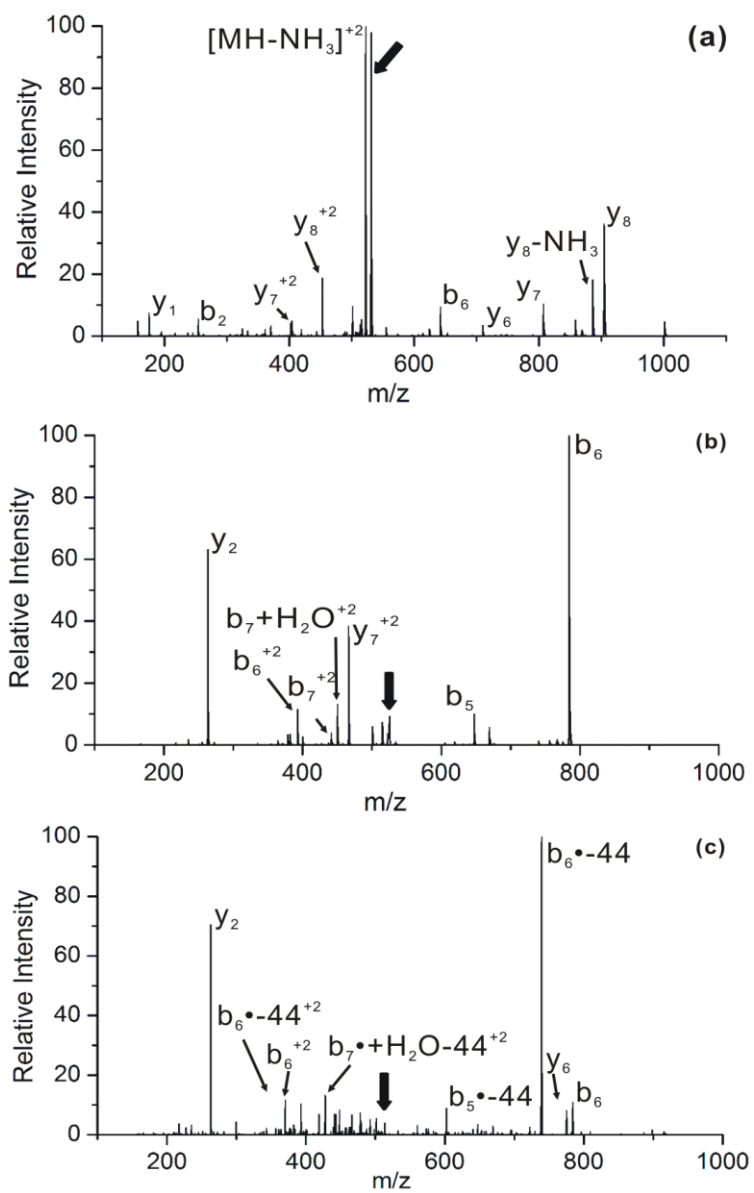 (a)
Relative Intensity
100
80
60
40
20
0
[MH-NH₃]⁺²
y₁
b₂
y₇⁺²
y₈⁺²
b₆
y₆
y₇
y₈-NH₃
y₈
200 400 600 800 1000
m/z
(b)
Relative Intensity
100
80
60
40
20
0
y₂
b₆⁺²
b₇⁺²
b₇+H₂O⁺²
y₇⁺²
b₅
b₆
200 400 600 800 1000
m/z
(c)
Relative Intensity
100
80
60
40
20
0
y₂
b₆•-44⁺²
b₆⁺²
b₇•+H₂O-44⁺²
b₅•-44
b₆•-44
y₆
b₆
200 400 600 800 1000
m/z